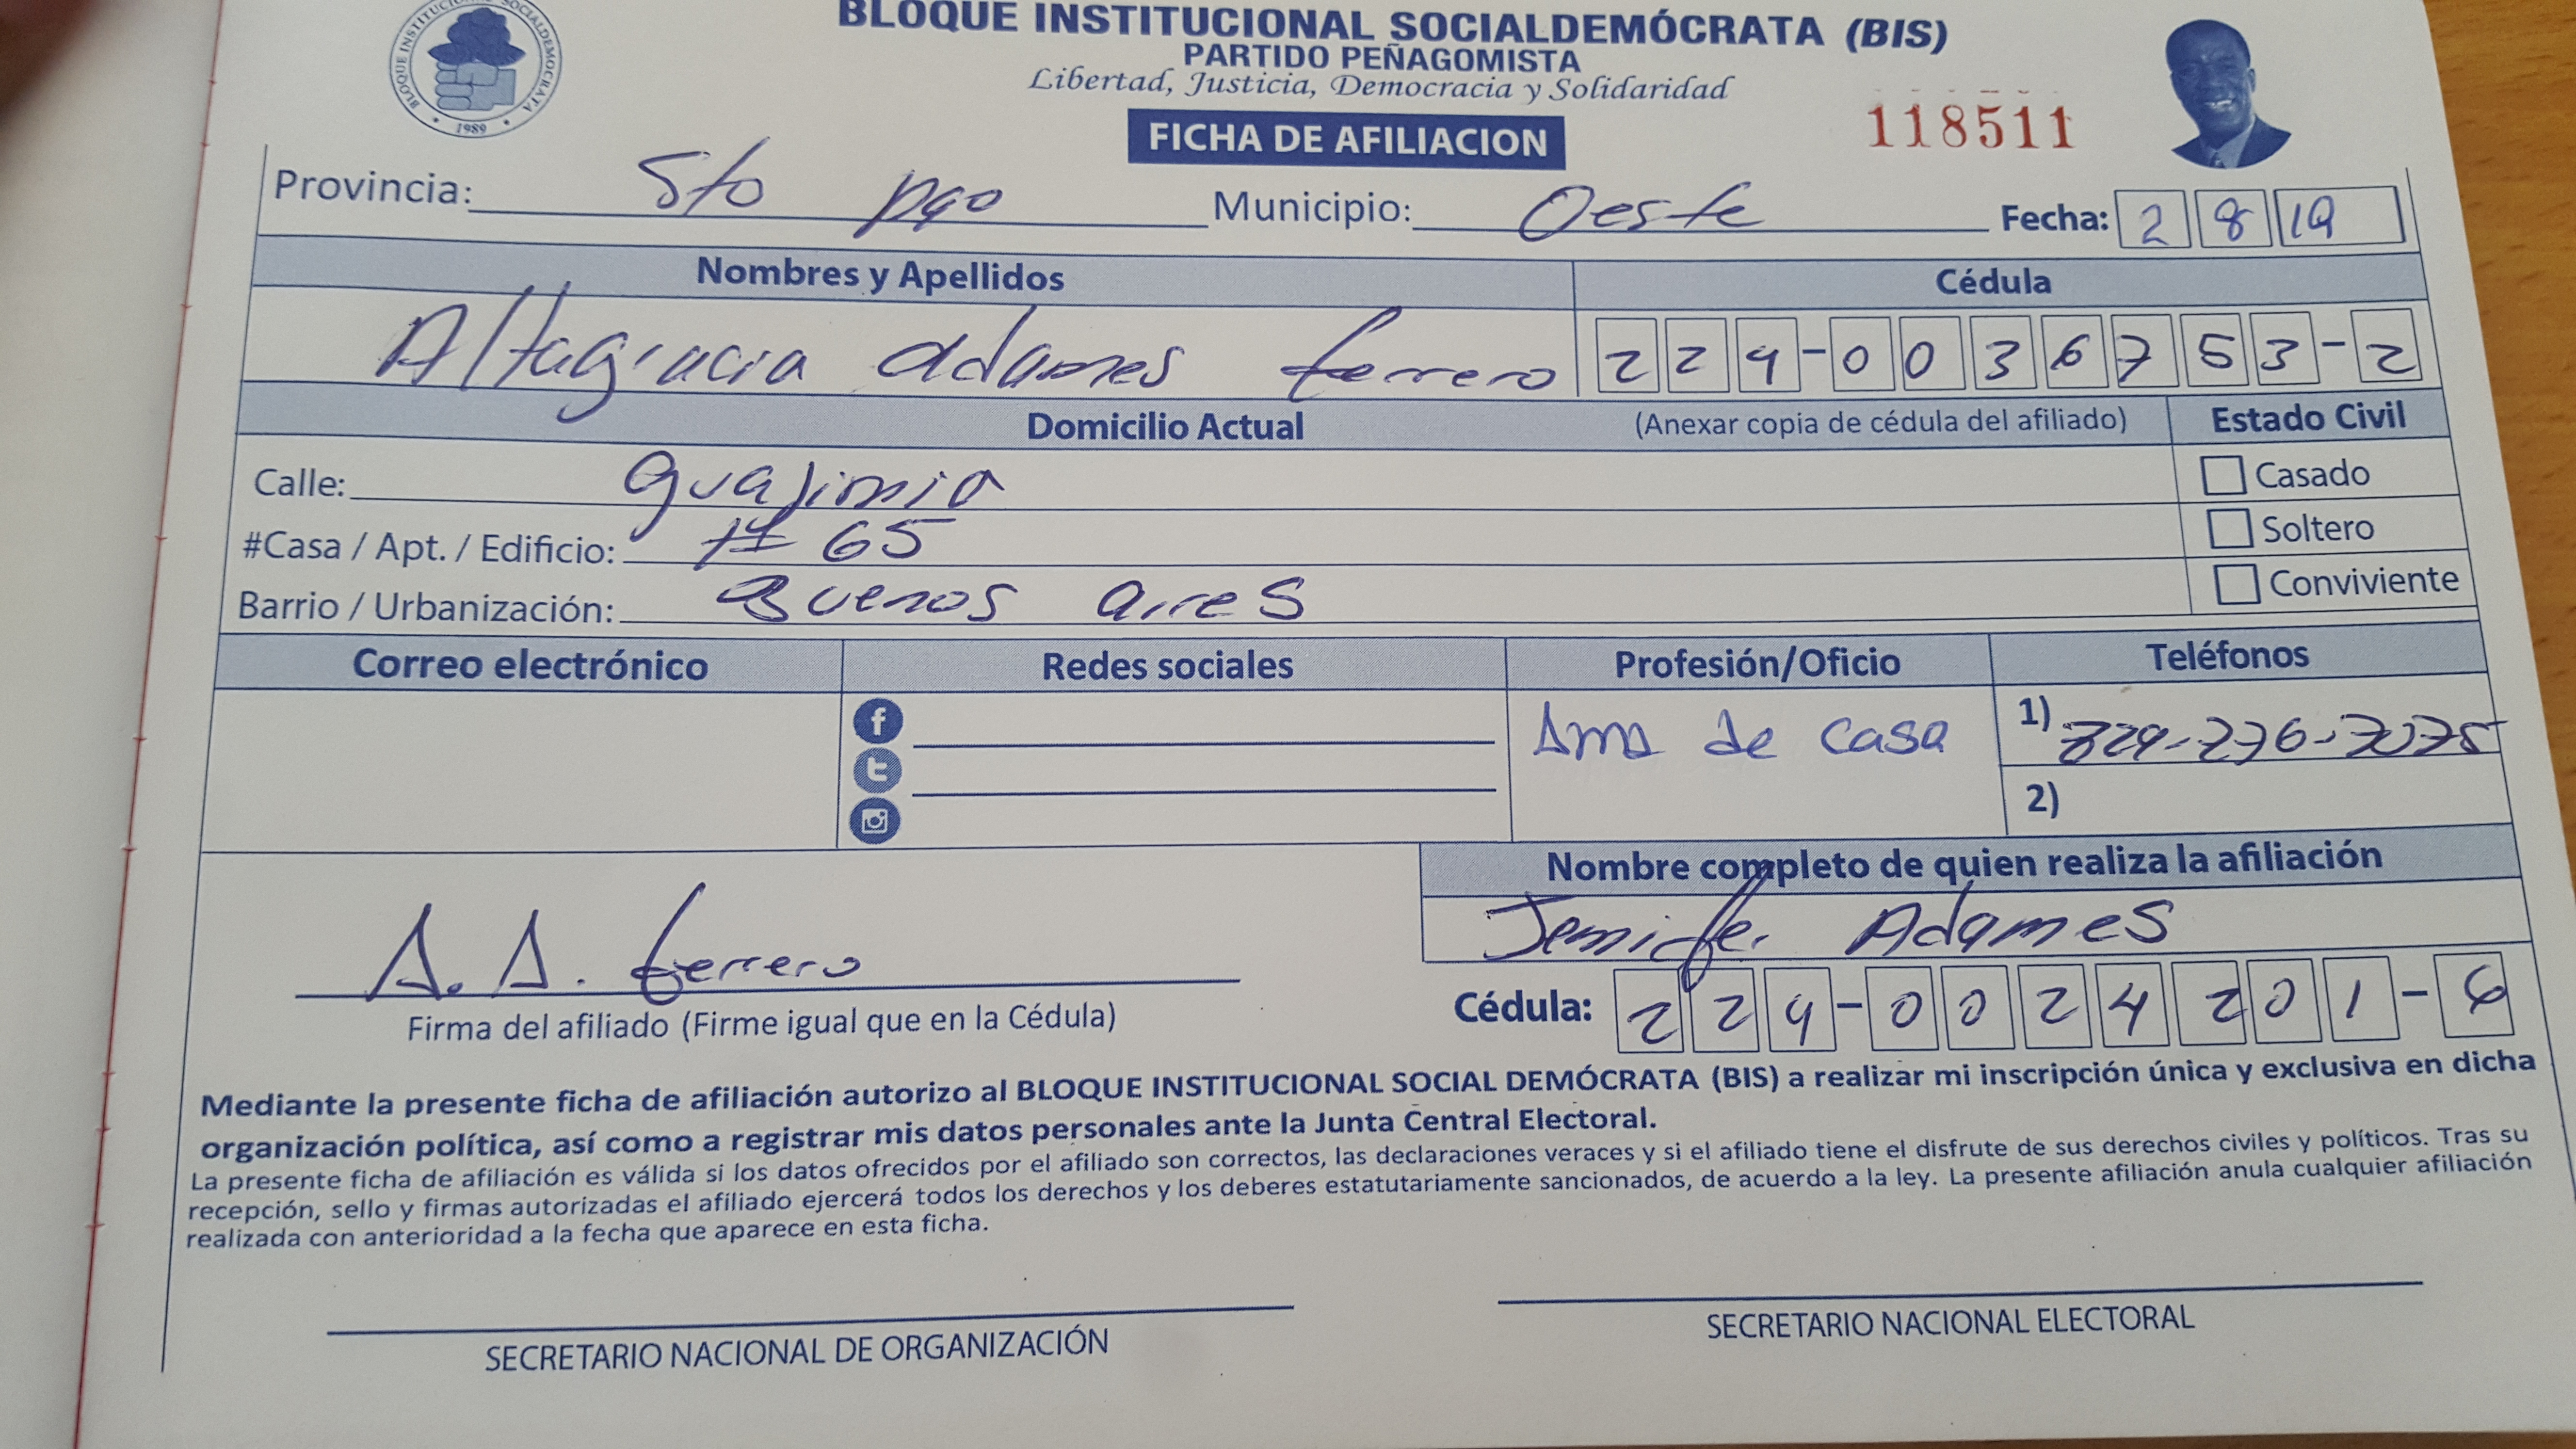 BLOQUE INSTITUCIONAL SOCIALDEMÓCRATA (BIS)
BLOQUE INSTITUCIONAL SOCIALDEMOCRATA
1989
PARTIDO PEÑAGOMISTA
Libertad, Justicia, Democracia y Solidaridad
FICHA DE AFILIACION
118511
Provincia: Sto Dgo Municipio: Oeste Fecha: 2 8 19
Nombres y Apellidos Cédula
Altagracia Adames ferrero 224-0036753-2
Domicilio Actual (Anexar copia de cédula del afiliado) Estado Civil
Calle: guajimia Casado
#Casa / Apt. / Edificio: # 65 Soltero
Barrio / Urbanización: Buenos aires Conviviente
Correo electrónico Redes sociales Profesión/Oficio Teléfonos
f
t
Ama de casa 1) 829-276-7075
2)
Nombre completo de quien realiza la afiliación
Jenifer Adames
A. A. ferrero
Firma del afiliado (Firme igual que en la Cédula) Cédula: 224-0024201-6
Mediante la presente ficha de afiliación autorizo al BLOQUE INSTITUCIONAL SOCIAL DEMÓCRATA (BIS) a realizar mi inscripción única y exclusiva en dicha
organización política, así como a registrar mis datos personales ante la Junta Central Electoral.
La presente ficha de afiliación es válida si los datos ofrecidos por el afiliado son correctos, las declaraciones veraces y si el afiliado tiene el disfrute de sus derechos civiles y políticos. Tras su
recepción, sello y firmas autorizadas el afiliado ejercerá todos los derechos y los deberes estatutariamente sancionados, de acuerdo a la ley. La presente afiliación anula cualquier afiliación
realizada con anterioridad a la fecha que aparece en esta ficha.
SECRETARIO NACIONAL DE ORGANIZACIÓN SECRETARIO NACIONAL ELECTORAL